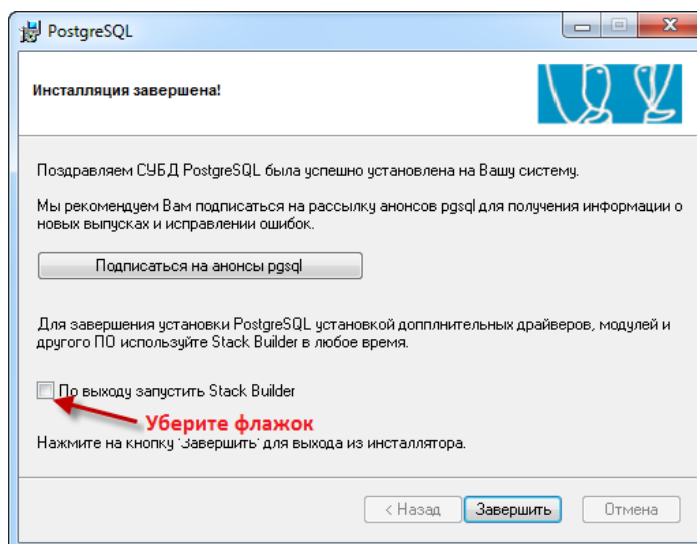 PostgreSQL
Инсталляция завершена!
Поздравляем СУБД PostgreSQL была успешно установлена на Вашу систему.
Мы рекомендуем Вам подписаться на рассылку анонсов pgsql для получения информации о
новых выпусках и исправлении ошибок.
Подписаться на анонсы pgsql
Для завершения установки PostgreSQL установкой допплнительных драйверов, модулей и
другого ПО используйте Stack Builder в любое время.
По выходу запустить Stack Builder
Уберите флажок
Нажмите на кнопку 'Завершить' для выхода из инсталлятора.
< Назад
Завершить
Отмена